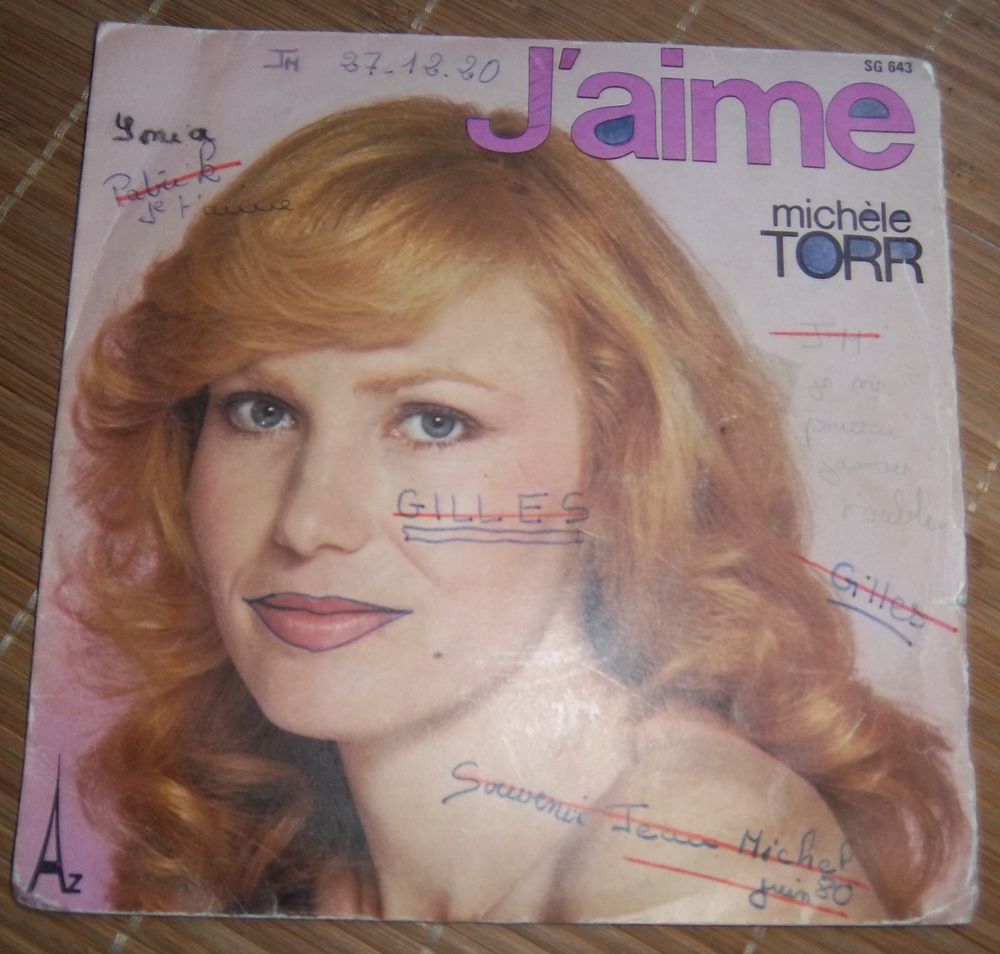 J'aime
SG 643
JM 27-12.80
michèle
TORR
Sonia
Patrick
je t'aime
JM
je ne
pourrai
jamais
GILLES
Gilles
Souvenir Jean Michel
juin 80
Az